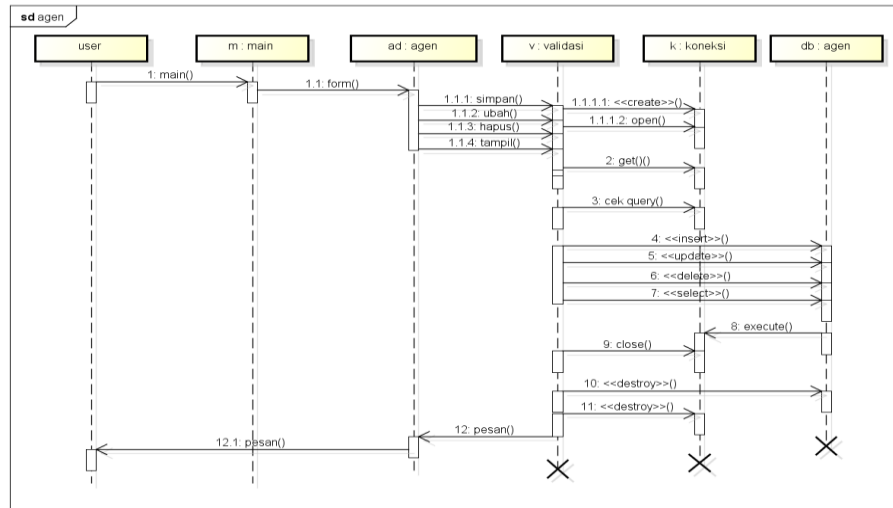 sd agen
user
m : main
ad : agen
v : validasi
k : koneksi
db : agen
1: main()
1.1: form()
1.1.1: simpan()
1.1.1.1: <<create>>()
1.1.2: ubah()
1.1.1.2: open()
1.1.3: hapus()
1.1.4: tampil()
2: get()()
3: cek query()
4: <<insert>>()
5: <<update>>()
6: <<delete>>()
7: <<select>>()
8: execute()
9: close()
10: <<destroy>>()
11: <<destroy>>()
12: pesan()
12.1: pesan()